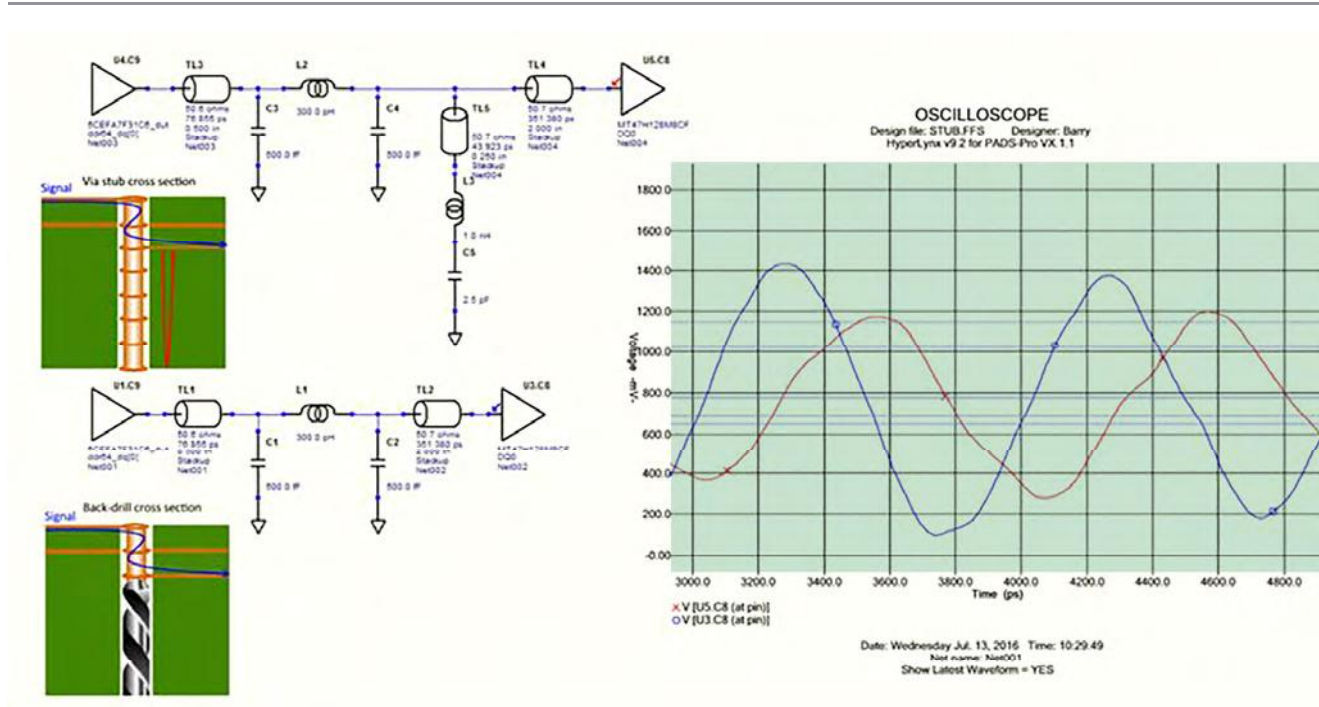 U4.C9
TL3
50.6 ohms
76.855 ps
0.500 in
Stackup
Net003
L2
300.0 pH
C3
500.0 fF
C4
500.0 fF
TL5
50.7 ohms
43.923 ps
0.250 in
Stackup
Net004
L3
1.0 nH
C5
2.5 pF
TL4
50.7 ohms
351.380 ps
2.000 in
Stackup
Net004
DQ0
Net004
Net003
Via stub cross section
Signal
U1.C9
TL1
50.6 ohms
76.855 ps
Stackup
Net001
L1
300.0 pH
C1
500.0 fF
C2
500.0 fF
TL2
50.7 ohms
351.380 ps
Stackup
Net002
U3.C8
DQ0
Net002
Net001
Back-drill cross section
Signal
OSCILLOSCOPE
Design file: STUB.FFS Designer: Barry
HyperLynx v9.2 for PADS-Pro VX.1.1
1800.0
1600.0
1400.0
1200.0
1000.0
800.0
600.0
400.0
200.0
-0.00
Voltage -mV-
3000.0 3200.0 3400.0 3600.0 3800.0 4000.0 4200.0 4400.0 4600.0 4800.0
Time (ps)
V [U5.C8 (at pin)]
V [U3.C8 (at pin)]
Date: Wednesday Jul. 13, 2016 Time: 10:29:49
Net name: Net001
Show Latest Waveform = YES